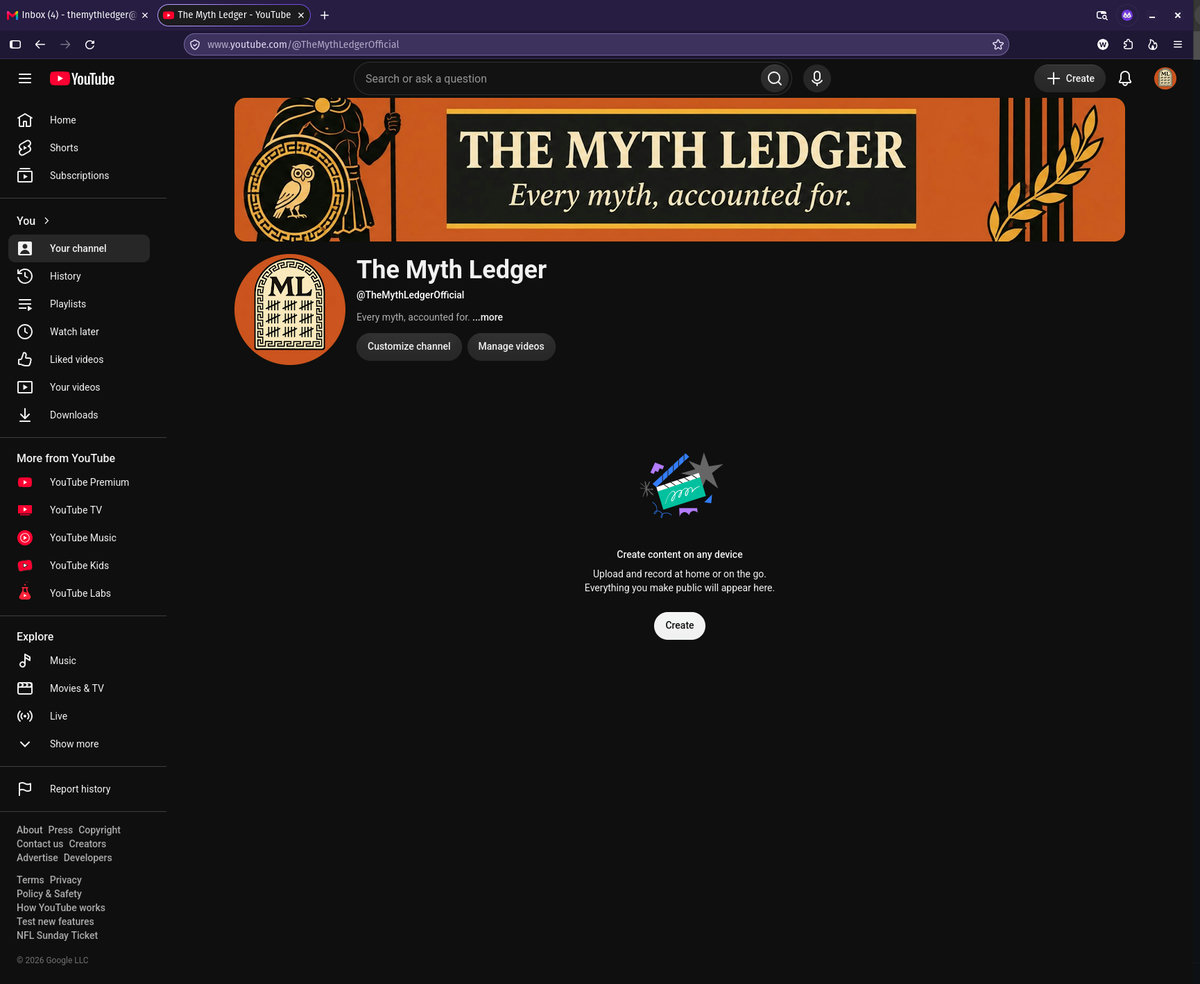 Inbox (4) - themythledger@
The Myth Ledger - YouTube
www.youtube.com/@TheMythLedgerOfficial
YouTube
Search or ask a question
Create
Home
Shorts
Subscriptions
You
Your channel
History
Playlists
Watch later
Liked videos
Your videos
Downloads
More from YouTube
YouTube Premium
YouTube TV
YouTube Music
YouTube Kids
YouTube Labs
Explore
Music
Movies & TV
Live
Show more
Report history
About Press Copyright
Contact us Creators
Advertise Developers
Terms Privacy
Policy & Safety
How YouTube works
Test new features
NFL Sunday Ticket
© 2026 Google LLC
THE MYTH LEDGER
Every myth, accounted for.
ML
The Myth Ledger
@TheMythLedgerOfficial
Every myth, accounted for. ...more
Customize channel
Manage videos
Create content on any device
Upload and record at home or on the go.
Everything you make public will appear here.
Create